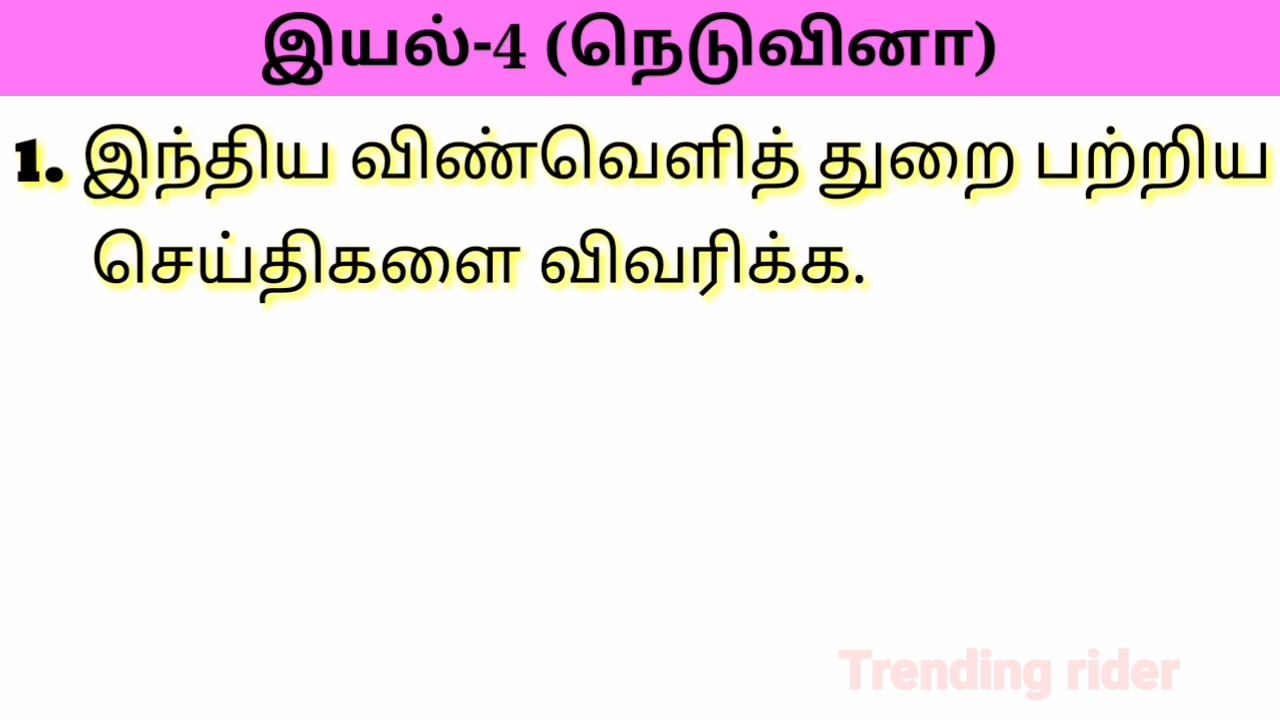 இயல்-4 (நெடுவினா)
1. இந்திய விண்வெளித் துறை பற்றிய
செய்திகளை விவரிக்க.
Trending rider